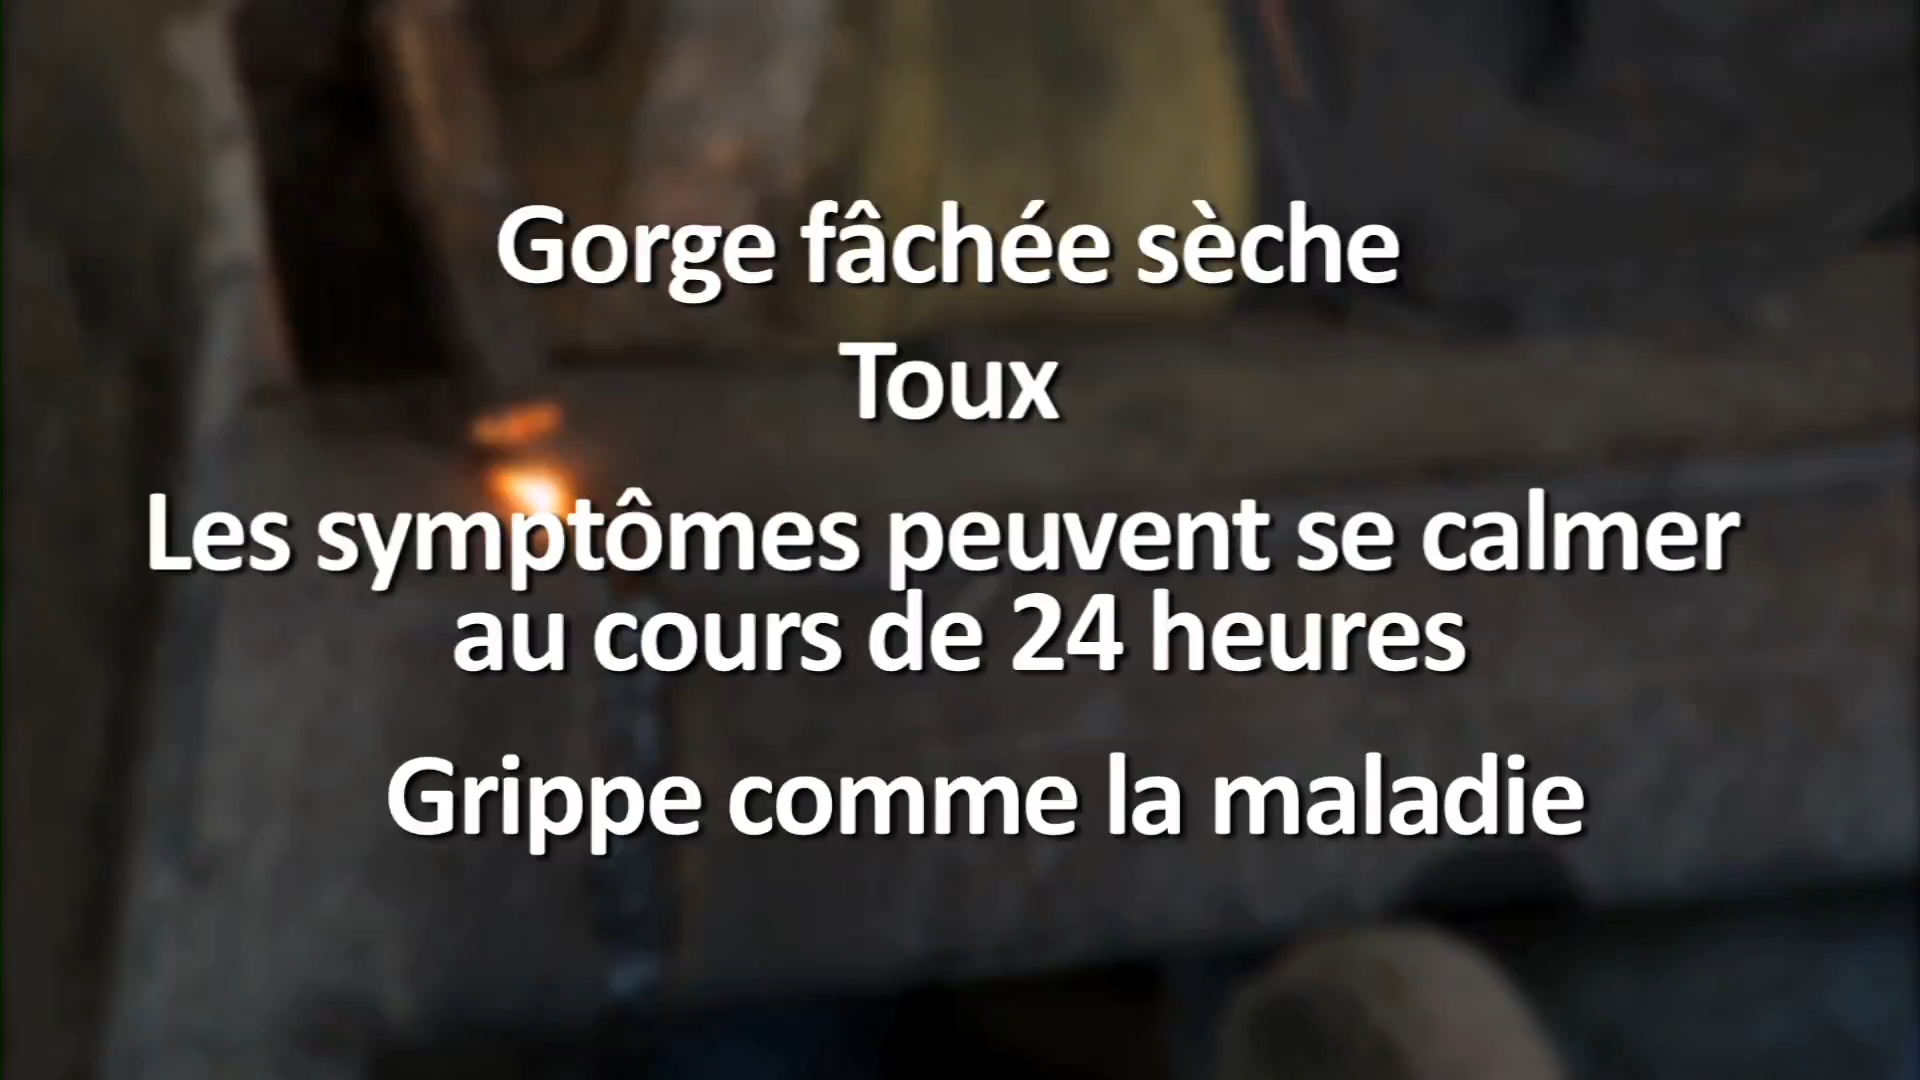 Gorge fâchée sèche
Toux
Les symptômes peuvent se calmer
au cours de 24 heures
Grippe comme la maladie